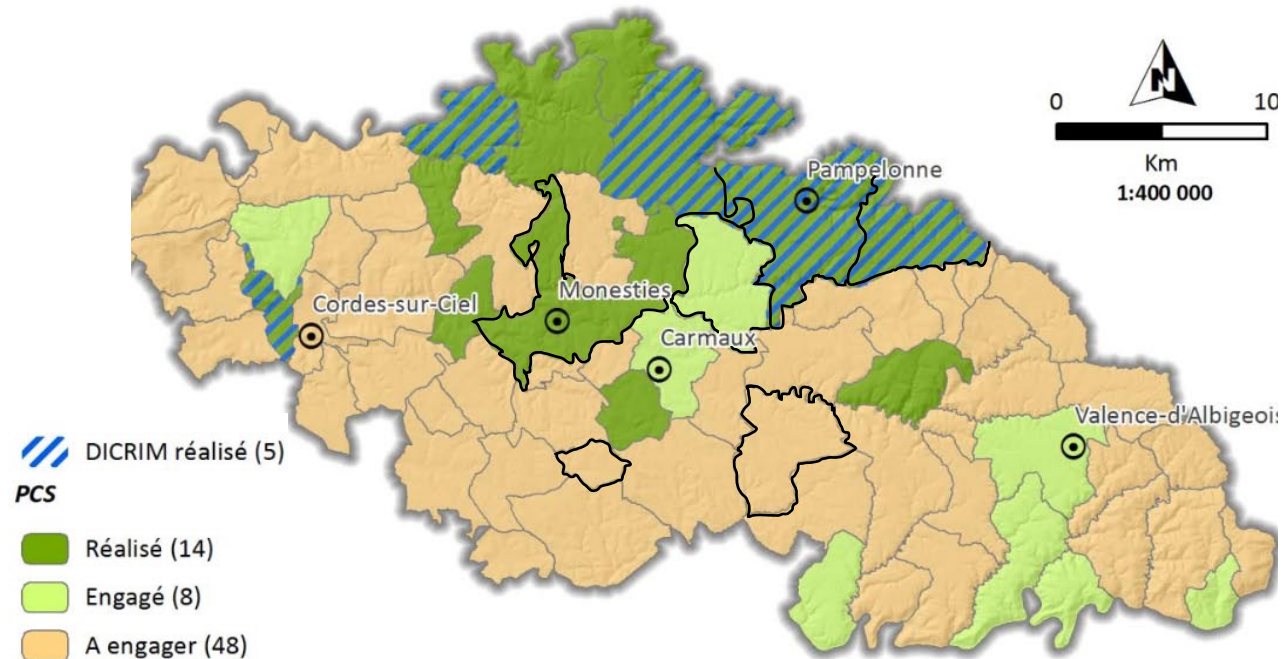 N
0 10
Km
1:400 000
Pampelonne
Cordes-sur-Ciel
Monesties
Carmaux
Valence-d'Albigeois
DICRIM réalisé (5)
PCS
Réalisé (14)
Engagé (8)
A engager (48)